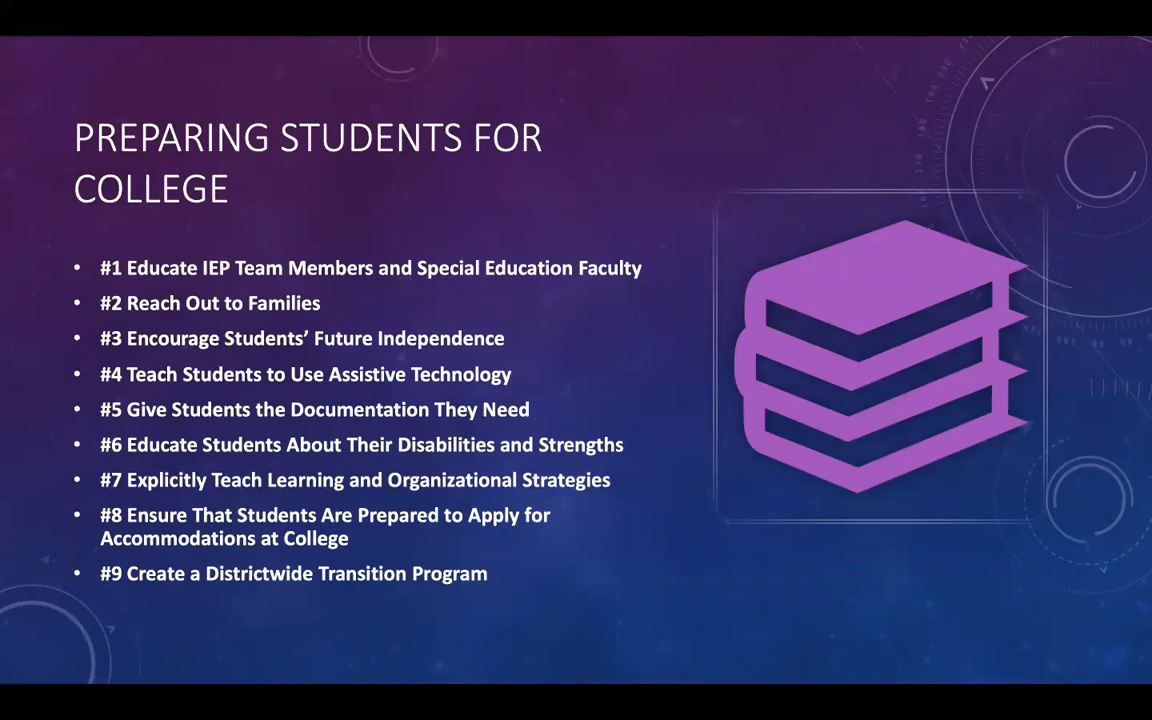 PREPARING STUDENTS FOR
COLLEGE
• #1 Educate IEP Team Members and Special Education Faculty
• #2 Reach Out to Families
• #3 Encourage Students’ Future Independence
• #4 Teach Students to Use Assistive Technology
• #5 Give Students the Documentation They Need
• #6 Educate Students About Their Disabilities and Strengths
• #7 Explicitly Teach Learning and Organizational Strategies
• #8 Ensure That Students Are Prepared to Apply for
Accommodations at College
• #9 Create a Districtwide Transition Program